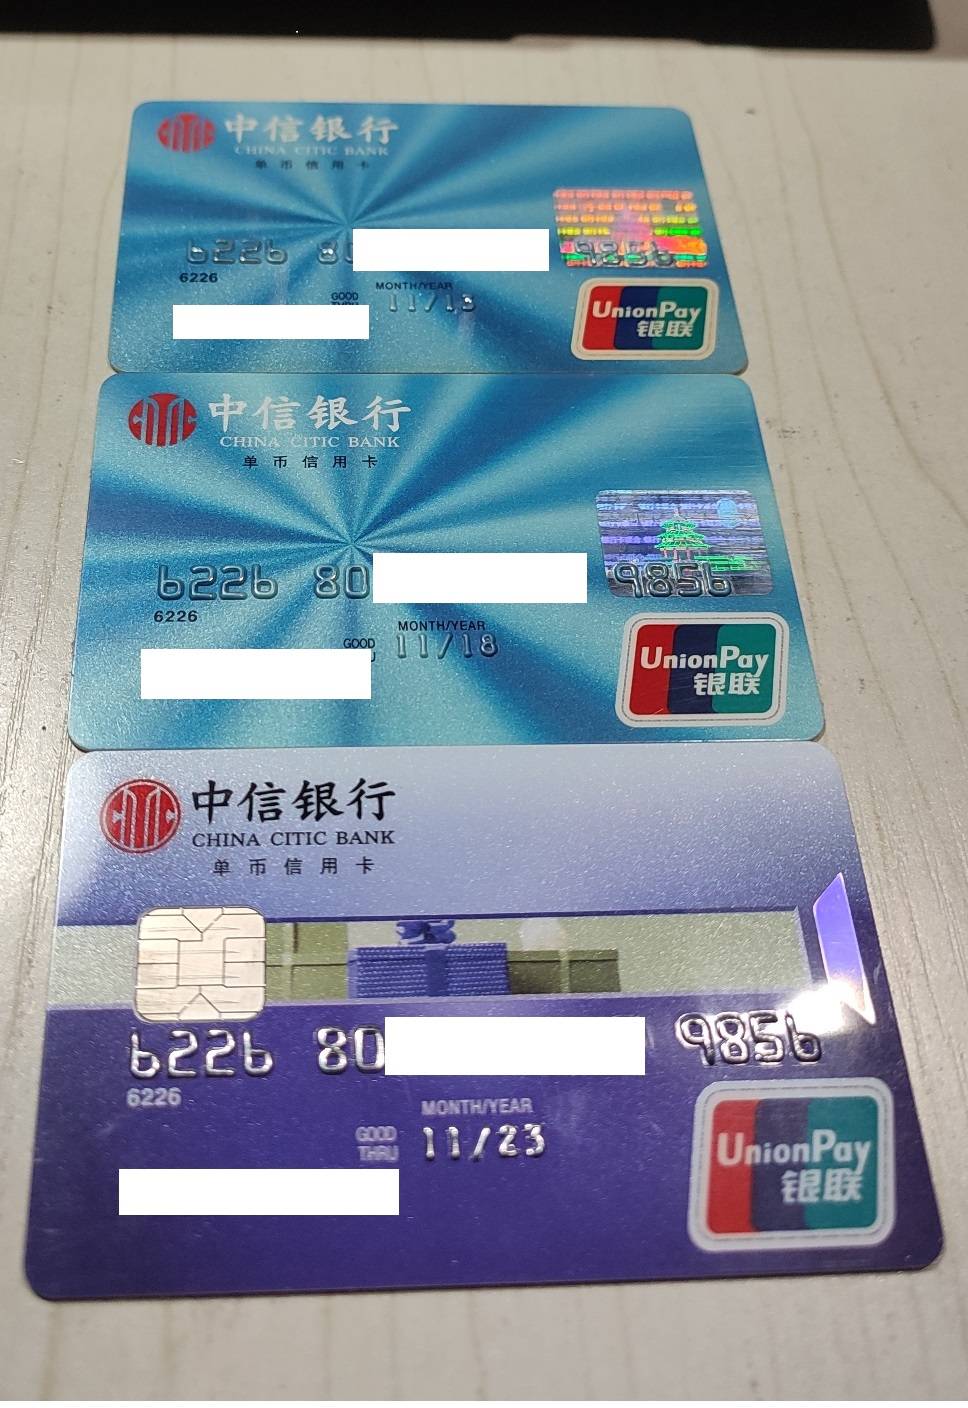 中信银行
CHINA CITIC BANK
单币信用卡
6226 80 9856
6226
MONTH/YEAR
GOOD THRU 11/13
UnionPay
银联
中信银行
CHINA CITIC BANK
单币信用卡
6226 80 9856
6226
MONTH/YEAR
GOOD 11/18
UnionPay
银联
中信银行
CHINA CITIC BANK
单币信用卡
6226 80 9856
6226
MONTH/YEAR
GOOD
THRU 11/23
UnionPay
银联